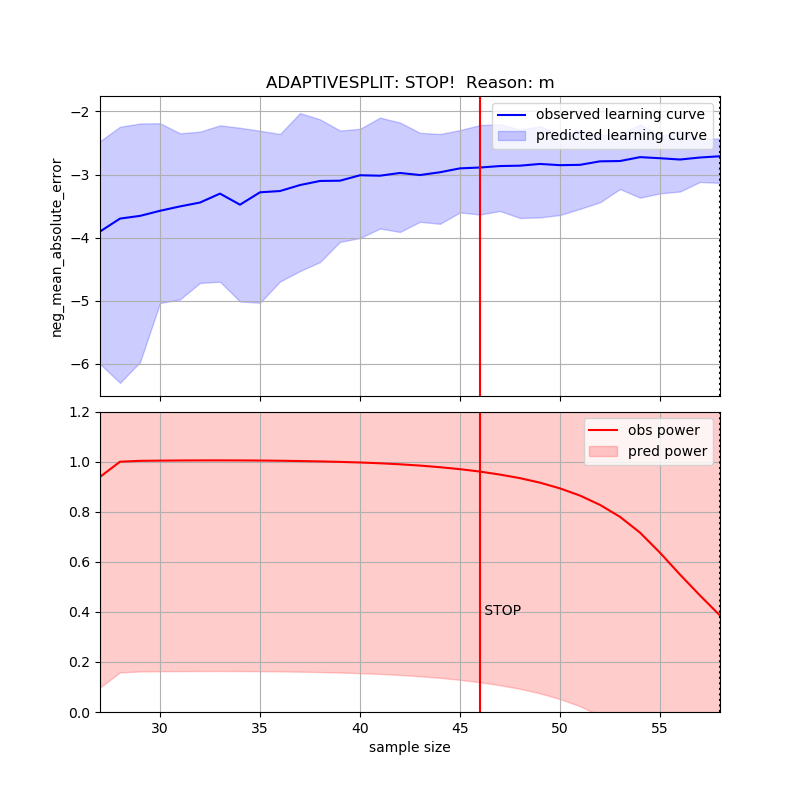 ADAPTIVESPLIT: STOP!  Reason: m
observed learning curve
predicted learning curve
neg_mean_absolute_error
−2
−3
−4
−5
−6
obs power
pred power
1.2
1.0
0.8
0.6
0.4
0.2
0.0
STOP
30 35 40 45 50 55
sample size